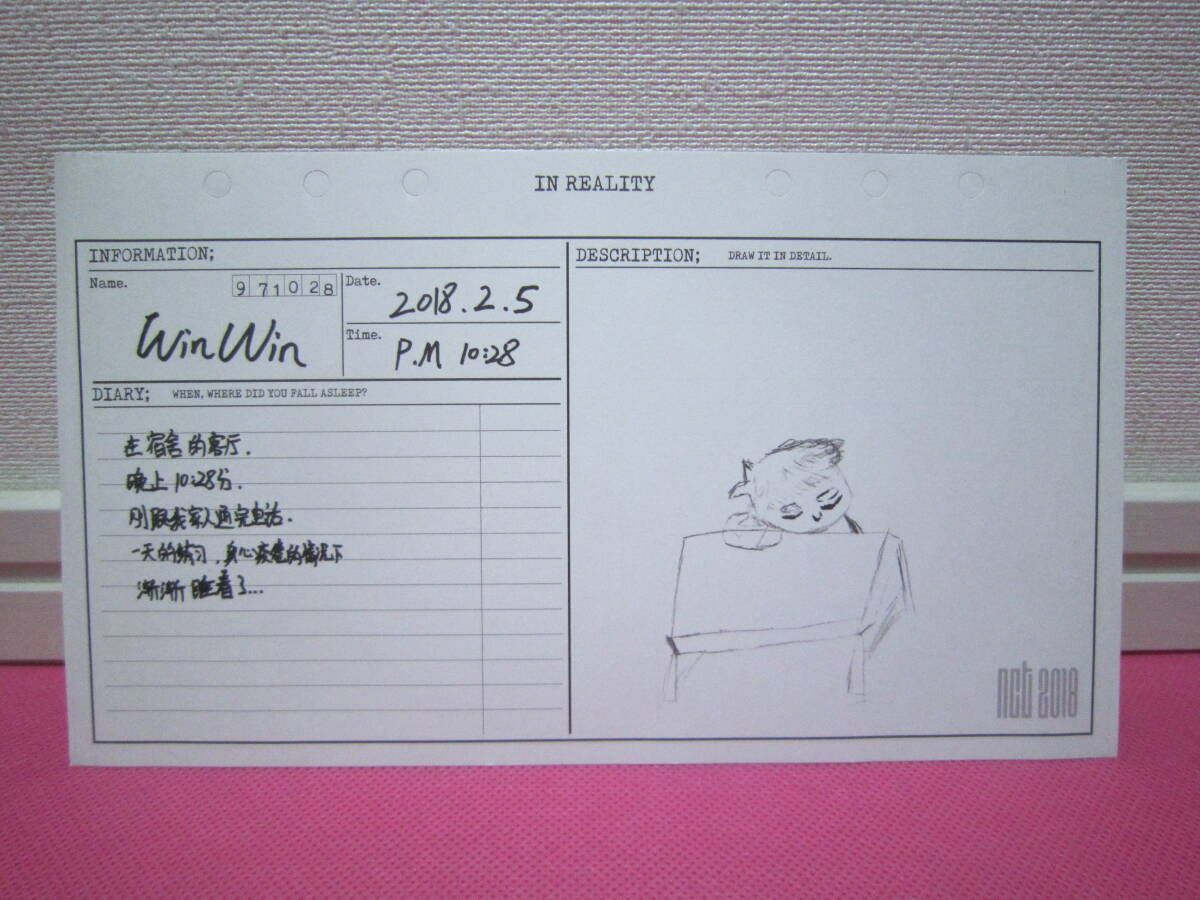 IN REALITY
INFORMATION;
Name.
971028
WinWin
Date.
2018.2.5
Time.
P.M 10:28
DIARY; WHEN, WHERE DID YOU FALL ASLEEP?
在宿舍的客厅.
晚上10:28分.
刚跟我家人通完电话.
一天的练习,身心疲惫的情况下
渐渐睡着了...
DESCRIPTION; DRAW IT IN DETAIL.
nct 2018